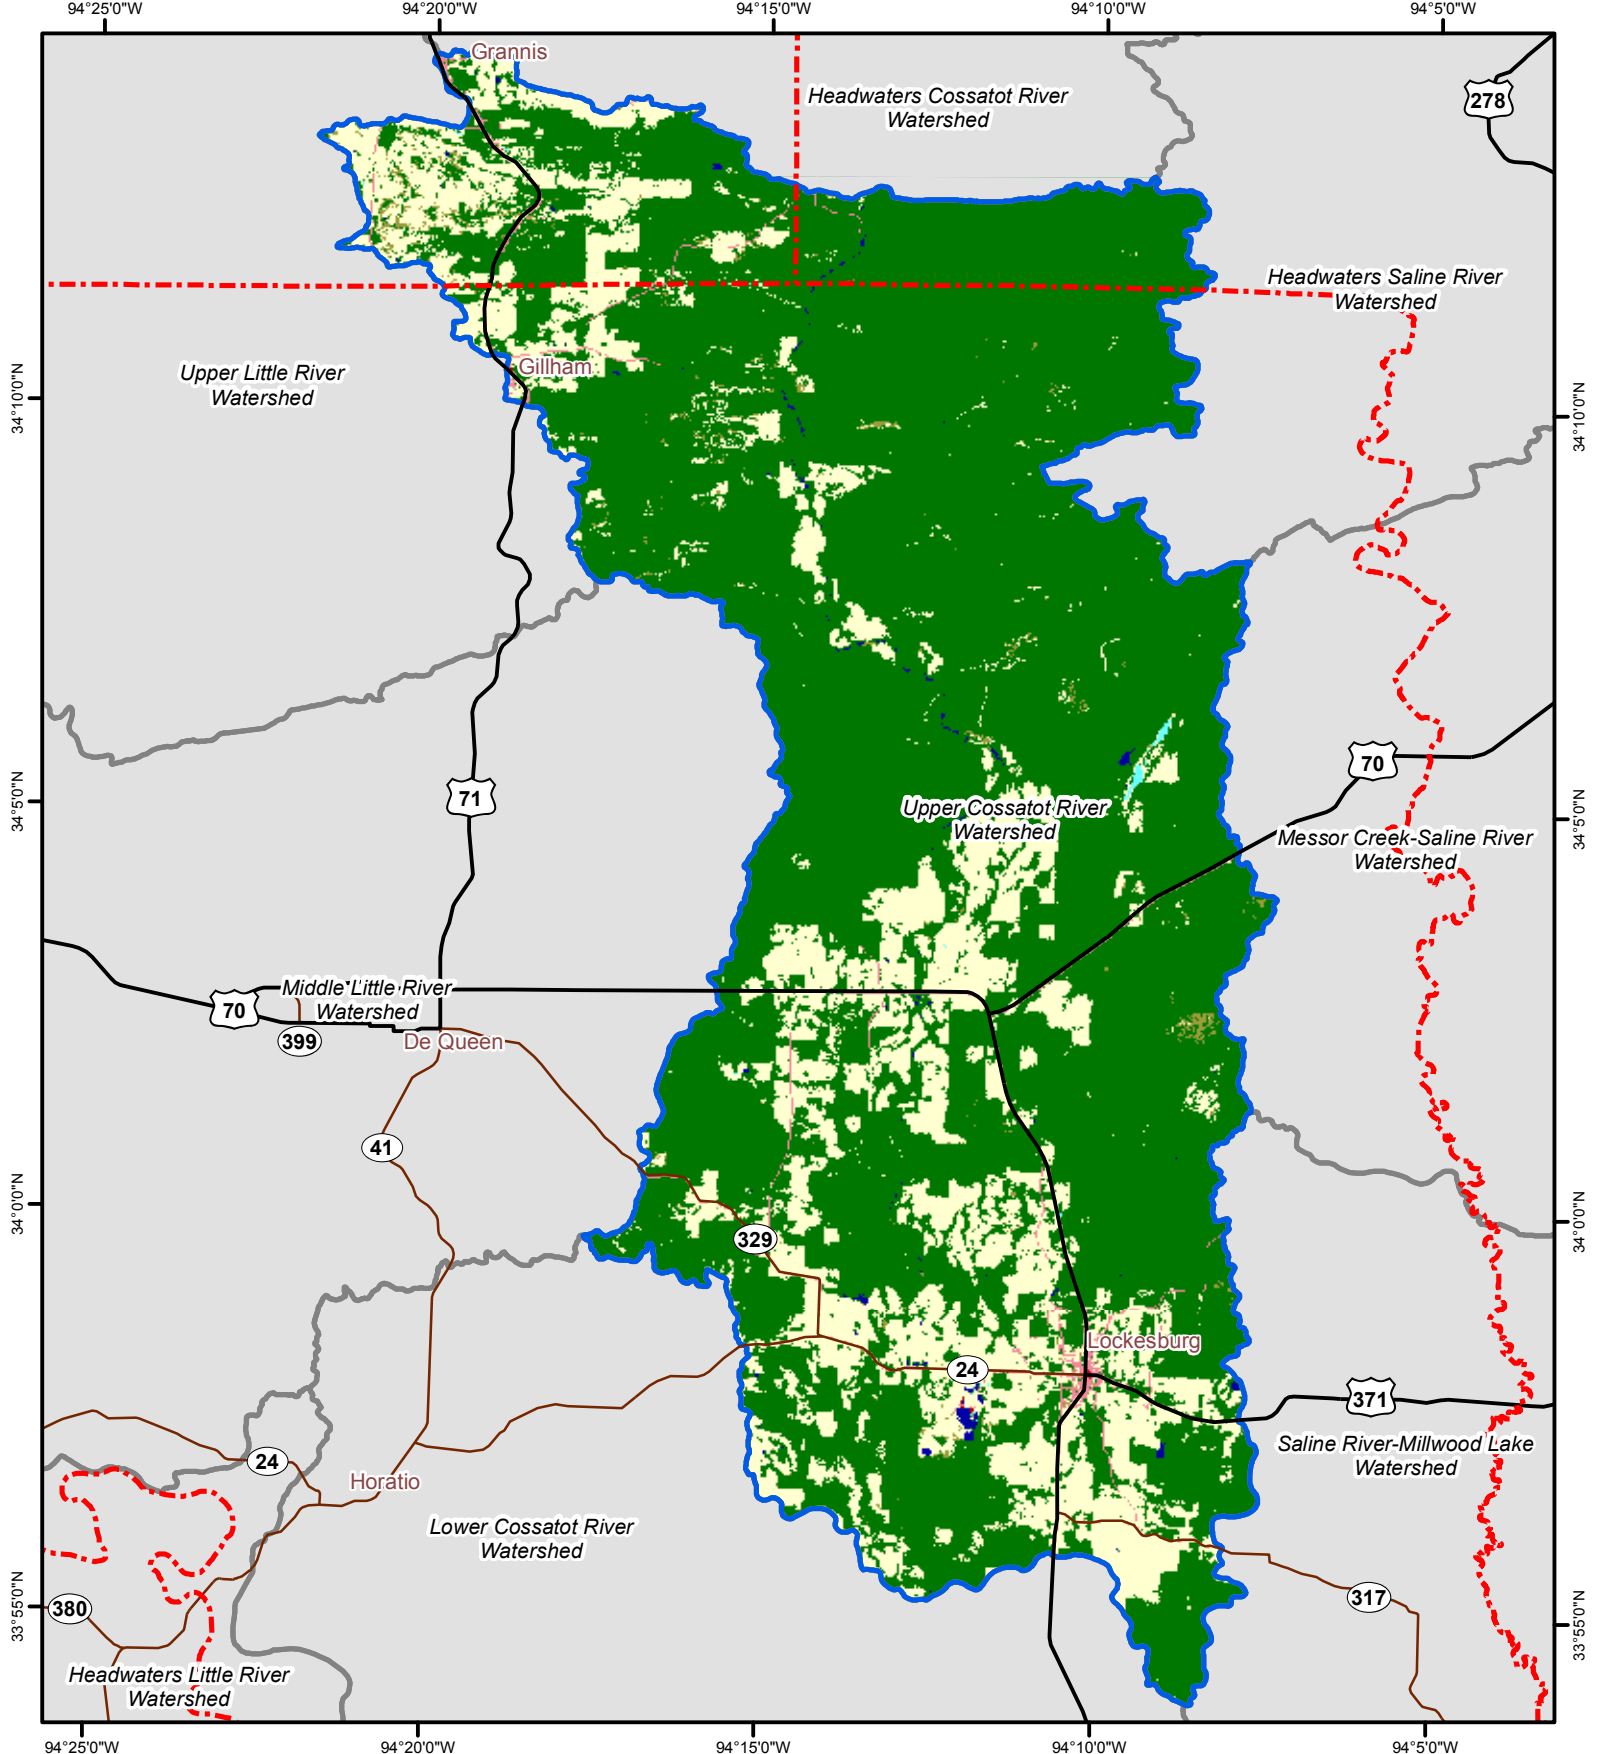 94°25'0"W
94°20'0"W
94°15'0"W
94°10'0"W
94°5'0"W
Grannis
Headwaters Cossatot River
Watershed
278
Headwaters Saline River
Watershed
Upper Little River
Watershed
Gillham
34°10'0"N
34°10'0"N
71
70
34°5'0"N
34°5'0"N
Upper Cossatot River
Watershed
Messor Creek-Saline River
Watershed
Middle Little River
Watershed
70
399
De Queen
41
34°0'0"N
34°0'0"N
329
Lockesburg
24
371
Saline River-Millwood Lake
Watershed
24
Horatio
Lower Cossatot River
Watershed
33°55'0"N
33°55'0"N
380
317
Headwaters Little River
Watershed
94°25'0"W
94°20'0"W
94°15'0"W
94°10'0"W
94°5'0"W